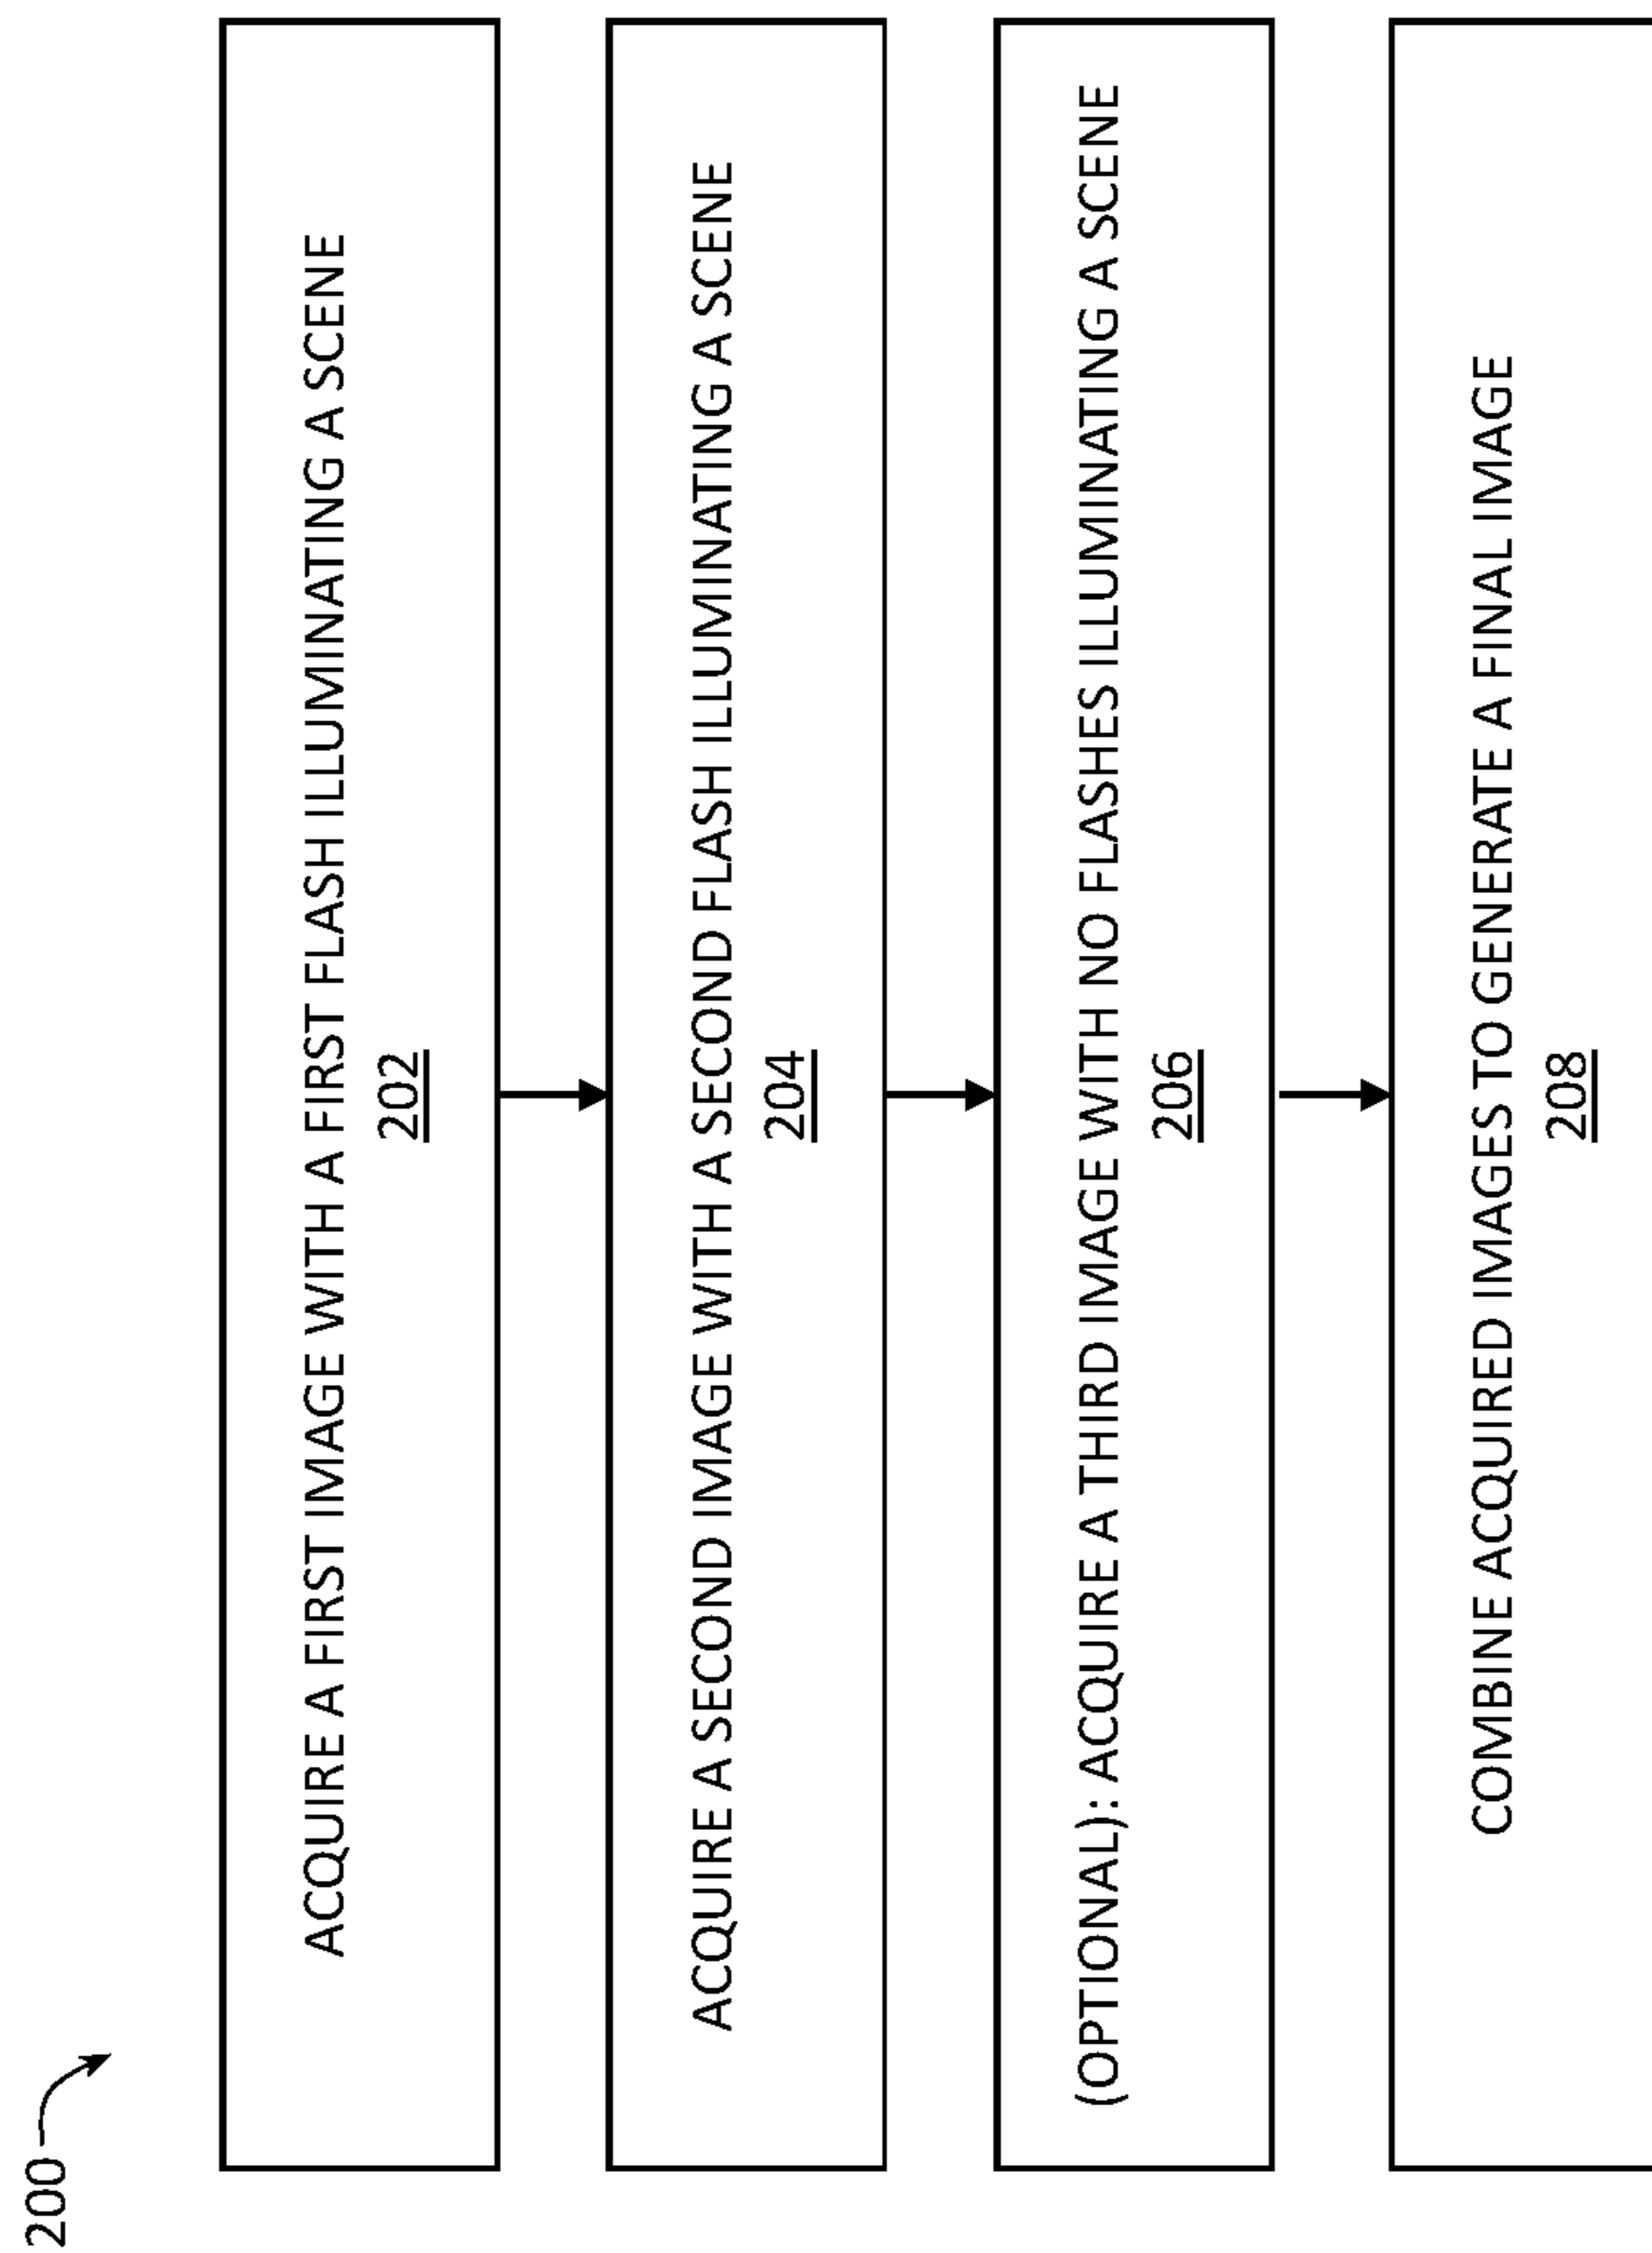 200
ACQUIRE A FIRST IMAGE WITH A FIRST FLASH ILLUMINATING A SCENE
202
ACQUIRE A SECOND IMAGE WITH A SECOND FLASH ILLUMINATING A SCENE
204
(OPTIONAL): ACQUIRE A THIRD IMAGE WITH NO FLASHES ILLUMINATING A SCENE
206
COMBINE ACQUIRED IMAGES TO GENERATE A FINAL IMAGE
208